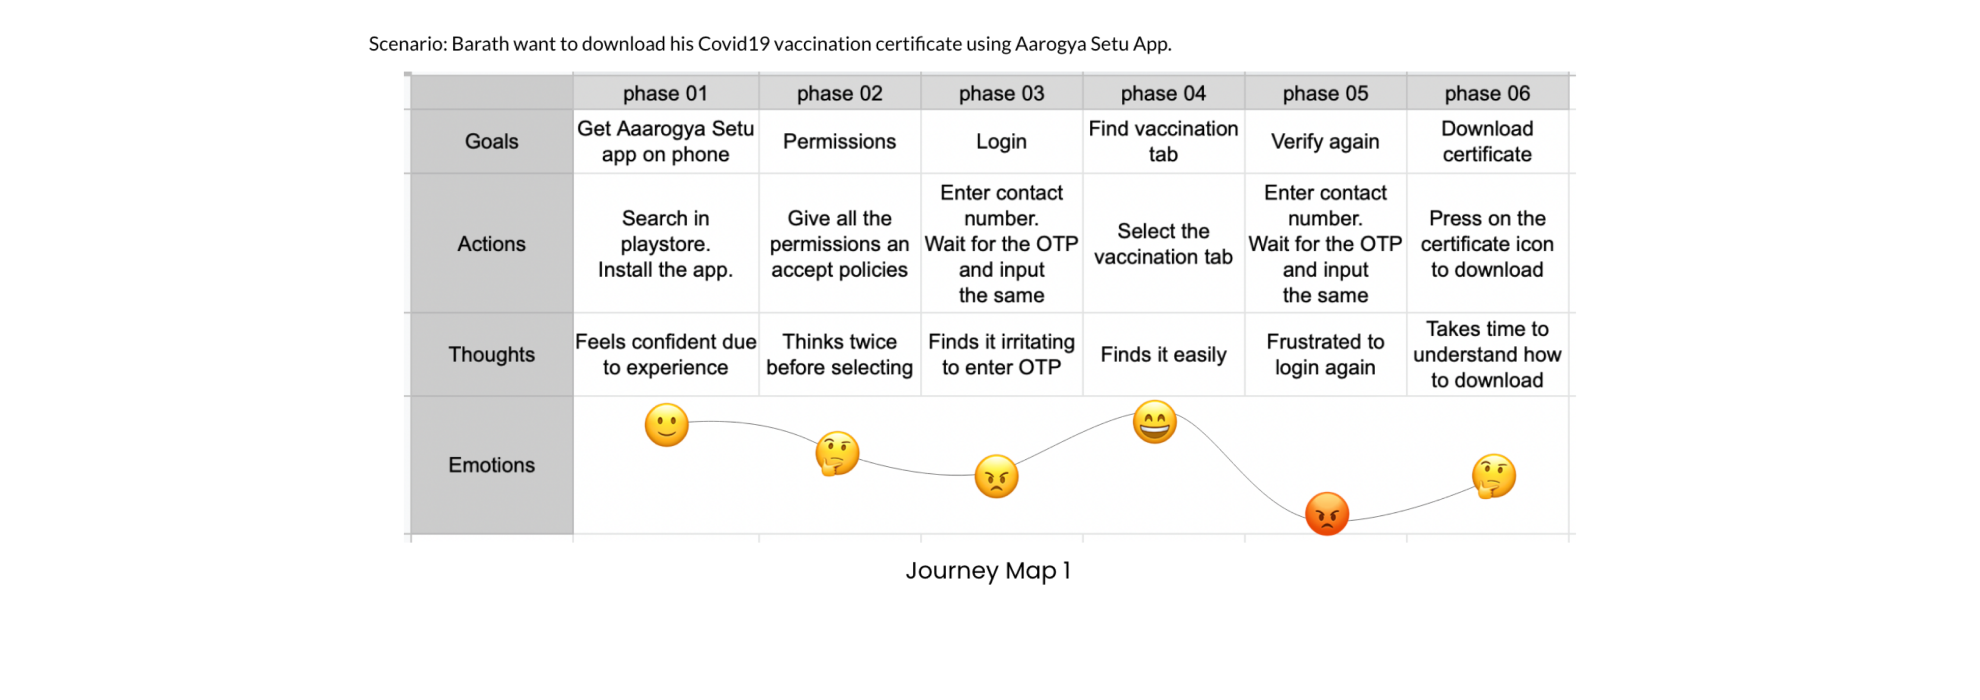 Scenario: Barath want to download his Covid19 vaccination certificate using Aarogya Setu App.
phase 01
phase 02
phase 03
phase 04
phase 05
phase 06
Goals
Get Aaarogya Setu
app on phone
Permissions
Login
Find vaccination
tab
Verify again
Download
certificate
Actions
Search in
playstore.
Install the app.
Give all the
permissions an
accept policies
Enter contact
number.
Wait for the OTP
and input
the same
Select the
vaccination tab
Enter contact
number.
Wait for the OTP
and input
the same
Press on the
certificate icon
to download
Thoughts
Feels confident due
to experience
Thinks twice
before selecting
Finds it irritating
to enter OTP
Finds it easily
Frustrated to
login again
Takes time to
understand how
to download
Emotions
Journey Map 1